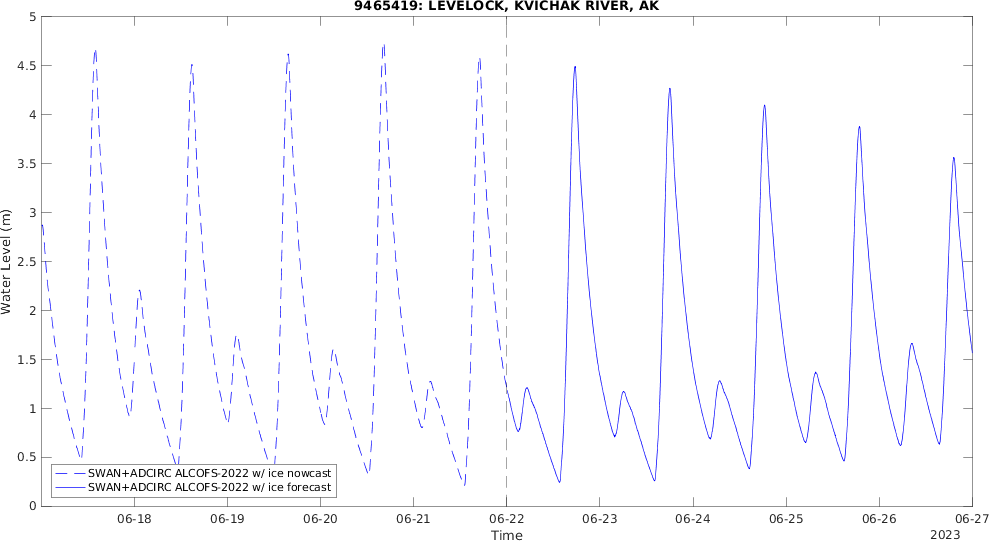 9465419: LEVELOCK, KVICHAK RIVER, AK
5
4.5
4
3.5
3
2.5
2
1.5
1
0.5
0
Water Level (m)
SWAN+ADCIRC ALCOFS-2022 w/ ice nowcast
SWAN+ADCIRC ALCOFS-2022 w/ ice forecast
06-18 06-19 06-20 06-21 06-22 06-23 06-24 06-25 06-26 06-27
Time
2023